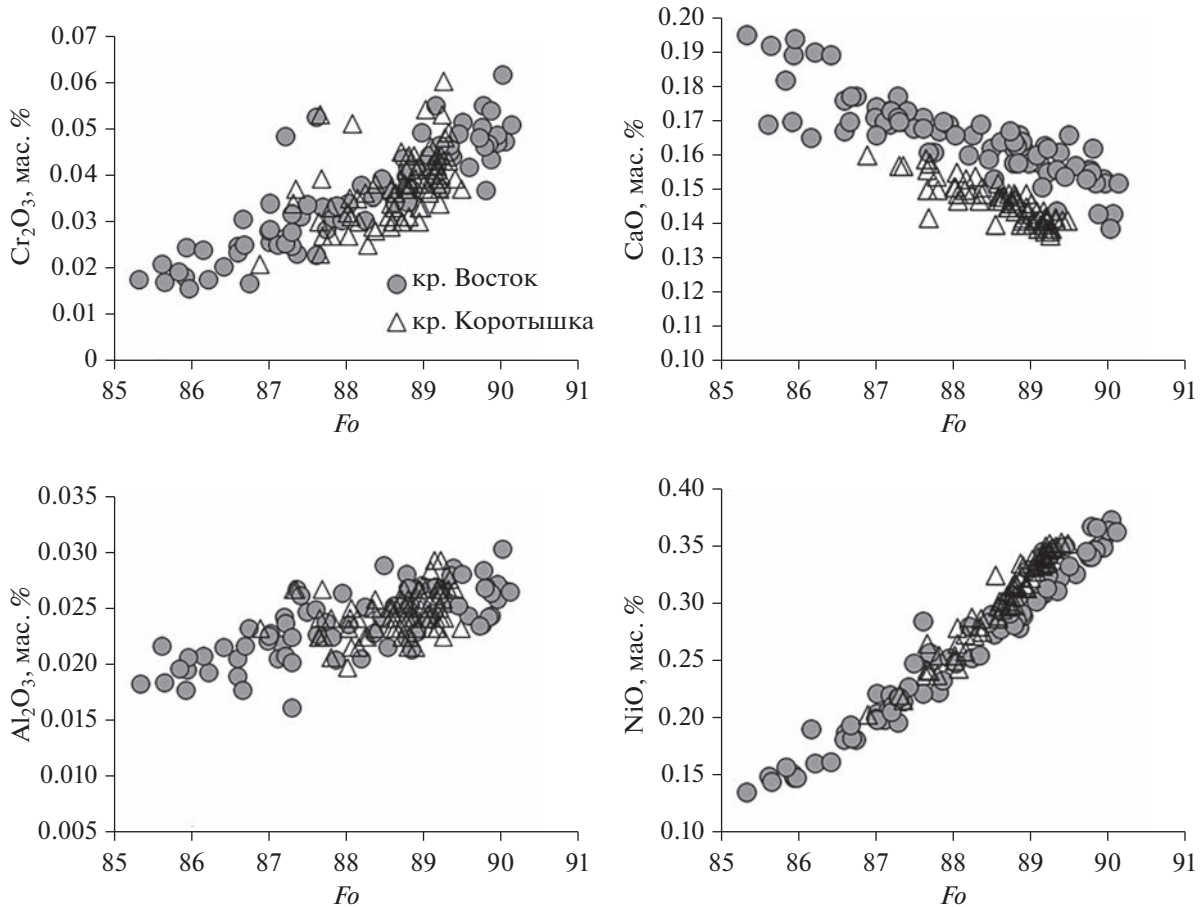 Cr₂O₃, мас. %
0.07
0.06
0.05
0.04
0.03
0.02
0.01
0
85 86 87 88 89 90 91
Fo
кр. Восток
кр. Коротышка
CaO, мас. %
0.20
0.19
0.18
0.17
0.16
0.15
0.14
0.13
0.12
0.11
0.10
85 86 87 88 89 90 91
Fo
Al₂O₃, мас. %
0.035
0.030
0.025
0.020
0.015
0.010
0.005
85 86 87 88 89 90 91
Fo
NiO, мас. %
0.40
0.35
0.30
0.25
0.20
0.15
0.10
85 86 87 88 89 90 91
Fo